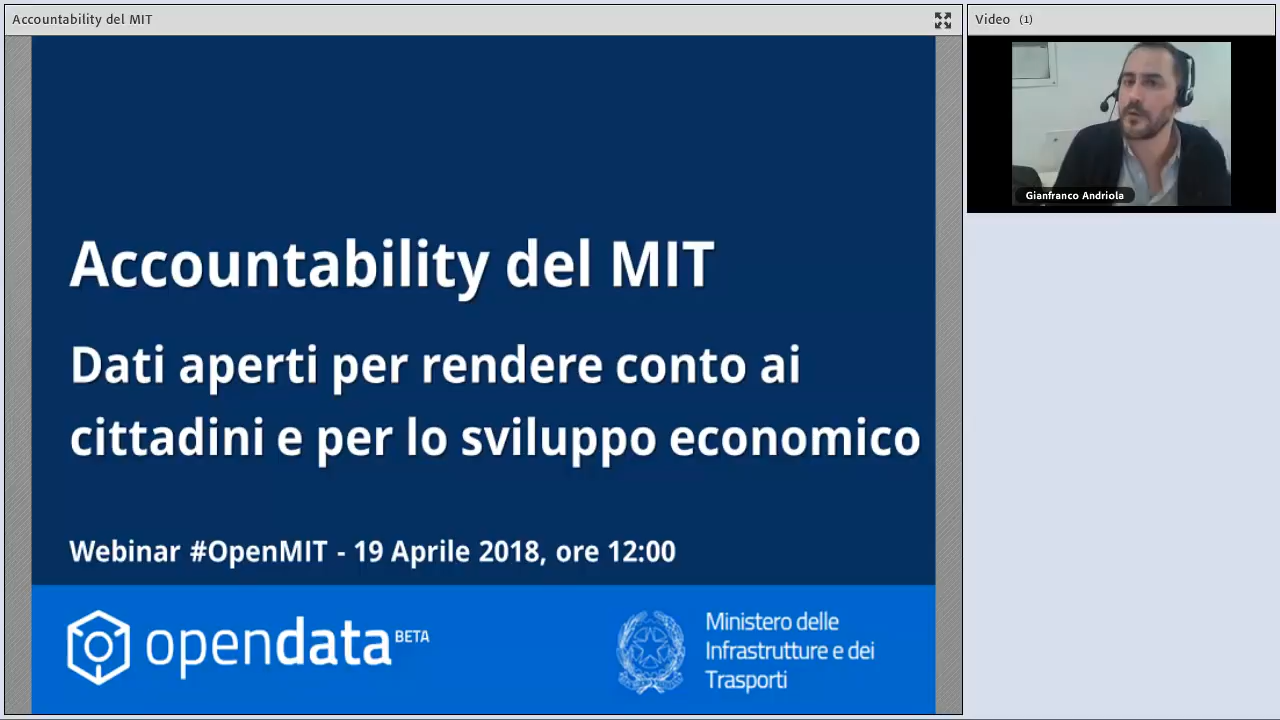 Accountability del MIT
Video (1)
Gianfranco Andriola
Accountability del MIT
Dati aperti per rendere conto ai
cittadini e per lo sviluppo economico
Webinar #OpenMIT - 19 Aprile 2018, ore 12:00
opendata BETA
Ministero delle
Infrastrutture e dei
Trasporti